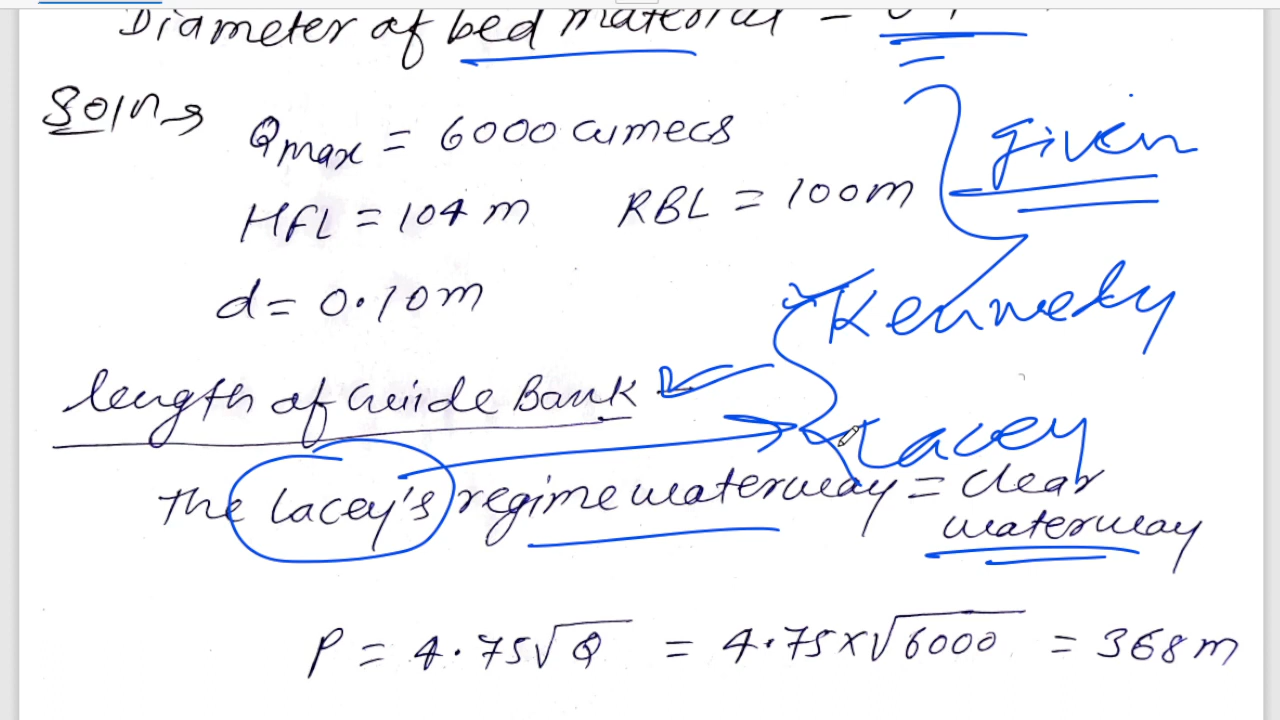 Diameter of bed material =
Soln
Qmax = 6000 cumecs
given
HFL = 104 m RBL = 100m
d = 0.10m
Kennedy
length of Guide Bank
Lacey
The Lacey's regime waterway = clear
waterway
P = 4.75√Q = 4.75×√6000 = 368 m